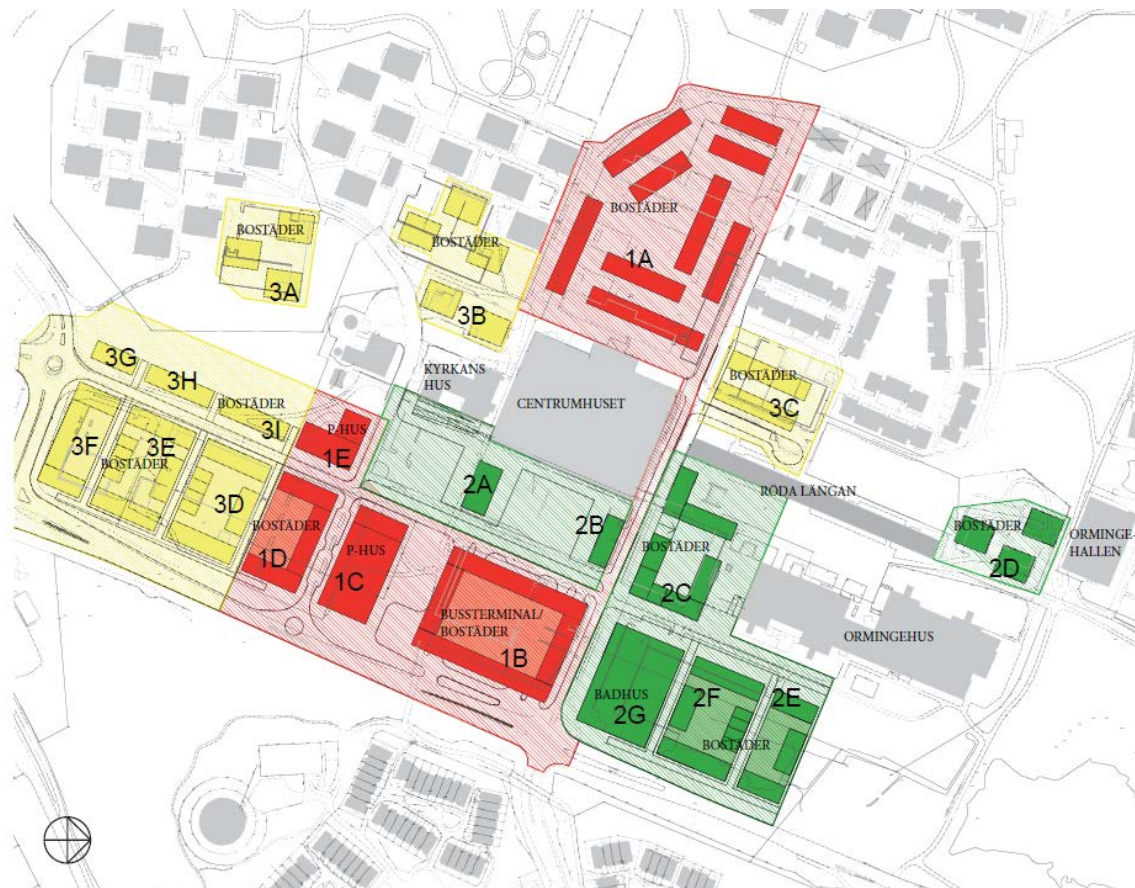 BOSTÄDER
1A
BOSTÄDER
3A
BOSTÄDER
3B
3G
3H
BOSTÄDER
3I
3F
BOSTÄDER
3E
3D
KYRKANS
HUS
CENTRUMHUSET
BOSTÄDER
3C
P-HUS
1E
2A
2B
RÖDA LÄNGAN
BOSTÄDER
2C
BOSTÄDER
2D
ORMINGE-
HALLEN
BOSTÄDER
1D
P-HUS
1C
BUSSTERMINAL/
BOSTÄDER
1B
ORMINGEHUS
BADHUS
2G
2F
2E
BOSTÄDER